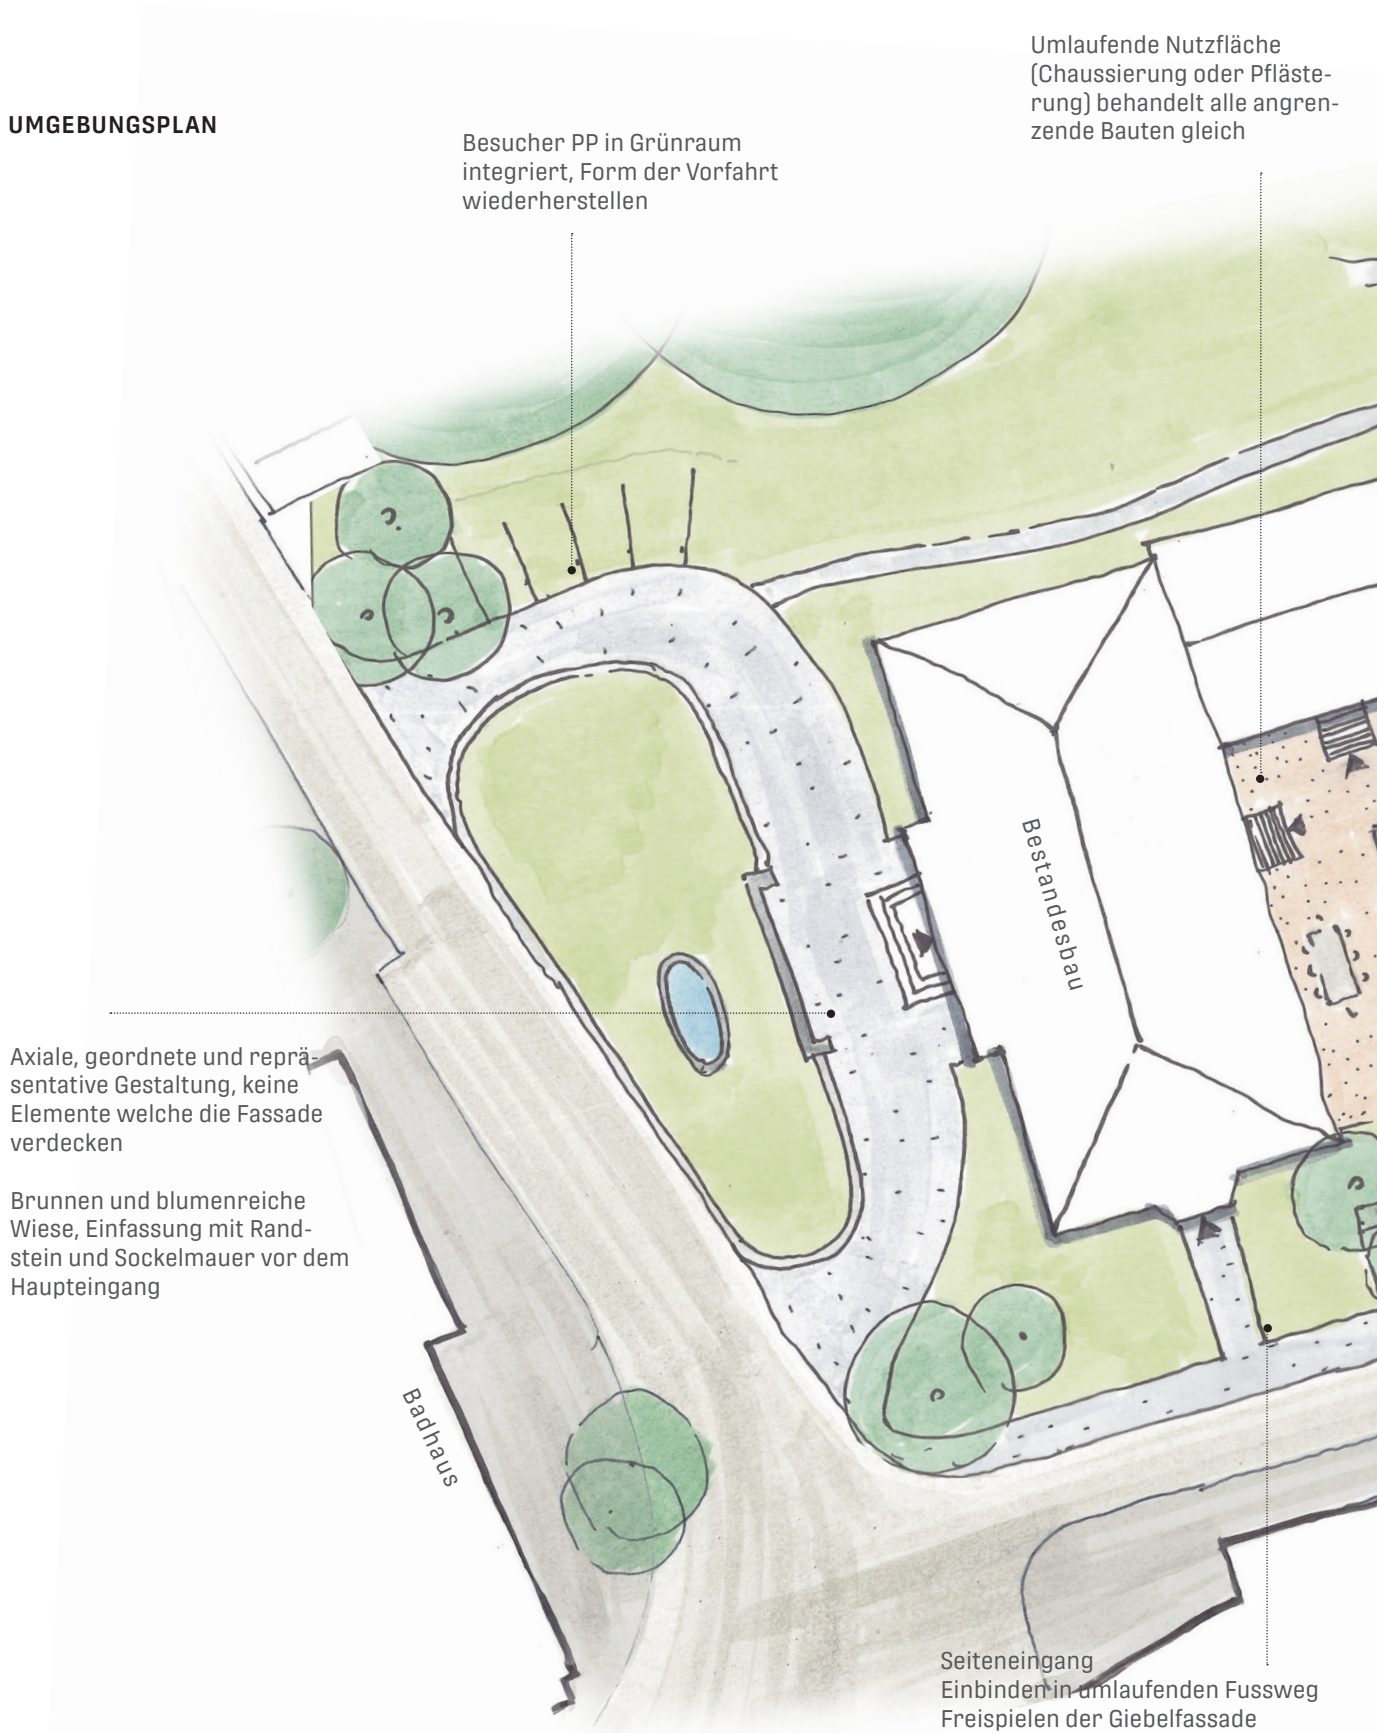 UMGEBUNGSPLAN
Besucher PP in Grünraum
integriert, Form der Vorfahrt
wiederherstellen
Umlaufende Nutzfläche
(Chaussierung oder Pfläste-
rung) behandelt alle angren-
zende Bauten gleich
Bestandesbau
Axiale, geordnete und reprä-
sentative Gestaltung, keine
Elemente welche die Fassade
verdecken
Brunnen und blumenreiche
Wiese, Einfassung mit Rand-
stein und Sockelmauer vor dem
Haupteingang
Badhaus
Seiteneingang
Einbinden in umlaufenden Fussweg
Freispielen der Giebelfassade